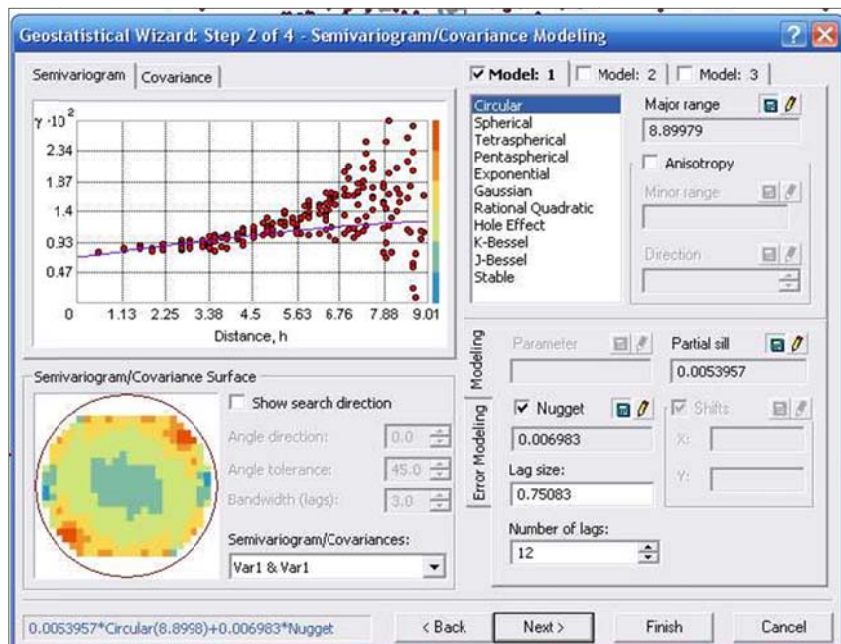 Geostatistical Wizard: Step 2 of 4 - Semivariogram/Covariance Modeling
Semivariogram
Covariance
γ·10²
2.34
1.87
1.4
0.93
0.47
0 1.13 2.25 3.38 4.5 5.63 6.76 7.88 9.01
Distance, h
Semivariogram/Covariance Surface
Show search direction
Angle direction:
0.0
Angle tolerance:
45.0
Bandwidth (lags):
3.0
Semivariogram/Covariances:
Var1 & Var1
Model: 1
Model: 2
Model: 3
Circular
Spherical
Tetraspherical
Pentaspherical
Exponential
Gaussian
Rational Quadratic
Hole Effect
K-Bessel
J-Bessel
Stable
Major range
8.89979
Anisotropy
Minor range
Direction
Modeling
Error Modeling
Parameter
Partial sill
0.0053957
Nugget
0.006983
Shifts
X:
Y:
Lag size:
0.75083
Number of lags:
12
0.0053957*Circular(8.8998)+0.006983*Nugget
< Back
Next >
Finish
Cancel